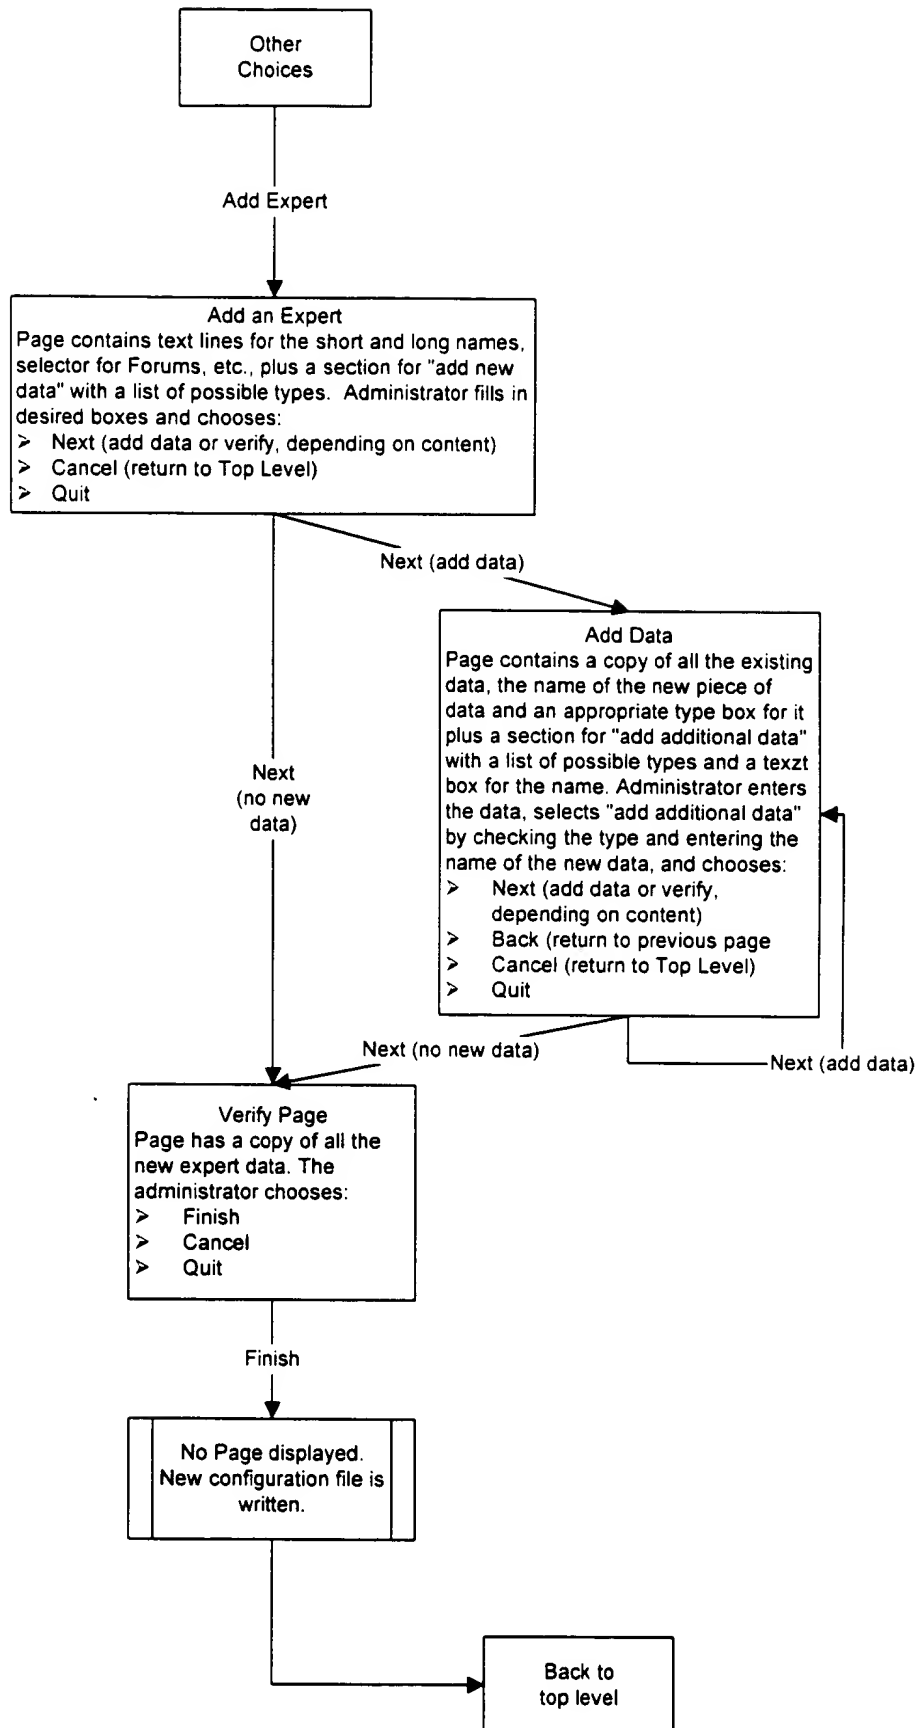 Other
Choices
Add Expert
Add an Expert
Page contains text lines for the short and long names,
selector for Forums, etc., plus a section for "add new
data" with a list of possible types. Administrator fills in
desired boxes and chooses:
➢ Next (add data or verify, depending on content)
➢ Cancel (return to Top Level)
➢ Quit
Next (add data)
Add Data
Page contains a copy of all the existing
data, the name of the new piece of
data and an appropriate type box for it
plus a section for "add additional data"
with a list of possible types and a texzt
box for the name. Administrator enters
the data, selects "add additional data"
by checking the type and entering the
name of the new data, and chooses:
➢ Next (add data or verify,
depending on content)
➢ Back (return to previous page
➢ Cancel (return to Top Level)
➢ Quit
Next
(no new
data)
Next (no new data)
Next (add data)
Verify Page
Page has a copy of all the
new expert data. The
administrator chooses:
➢ Finish
➢ Cancel
➢ Quit
Finish
No Page displayed.
New configuration file is
written.
Back to
top level